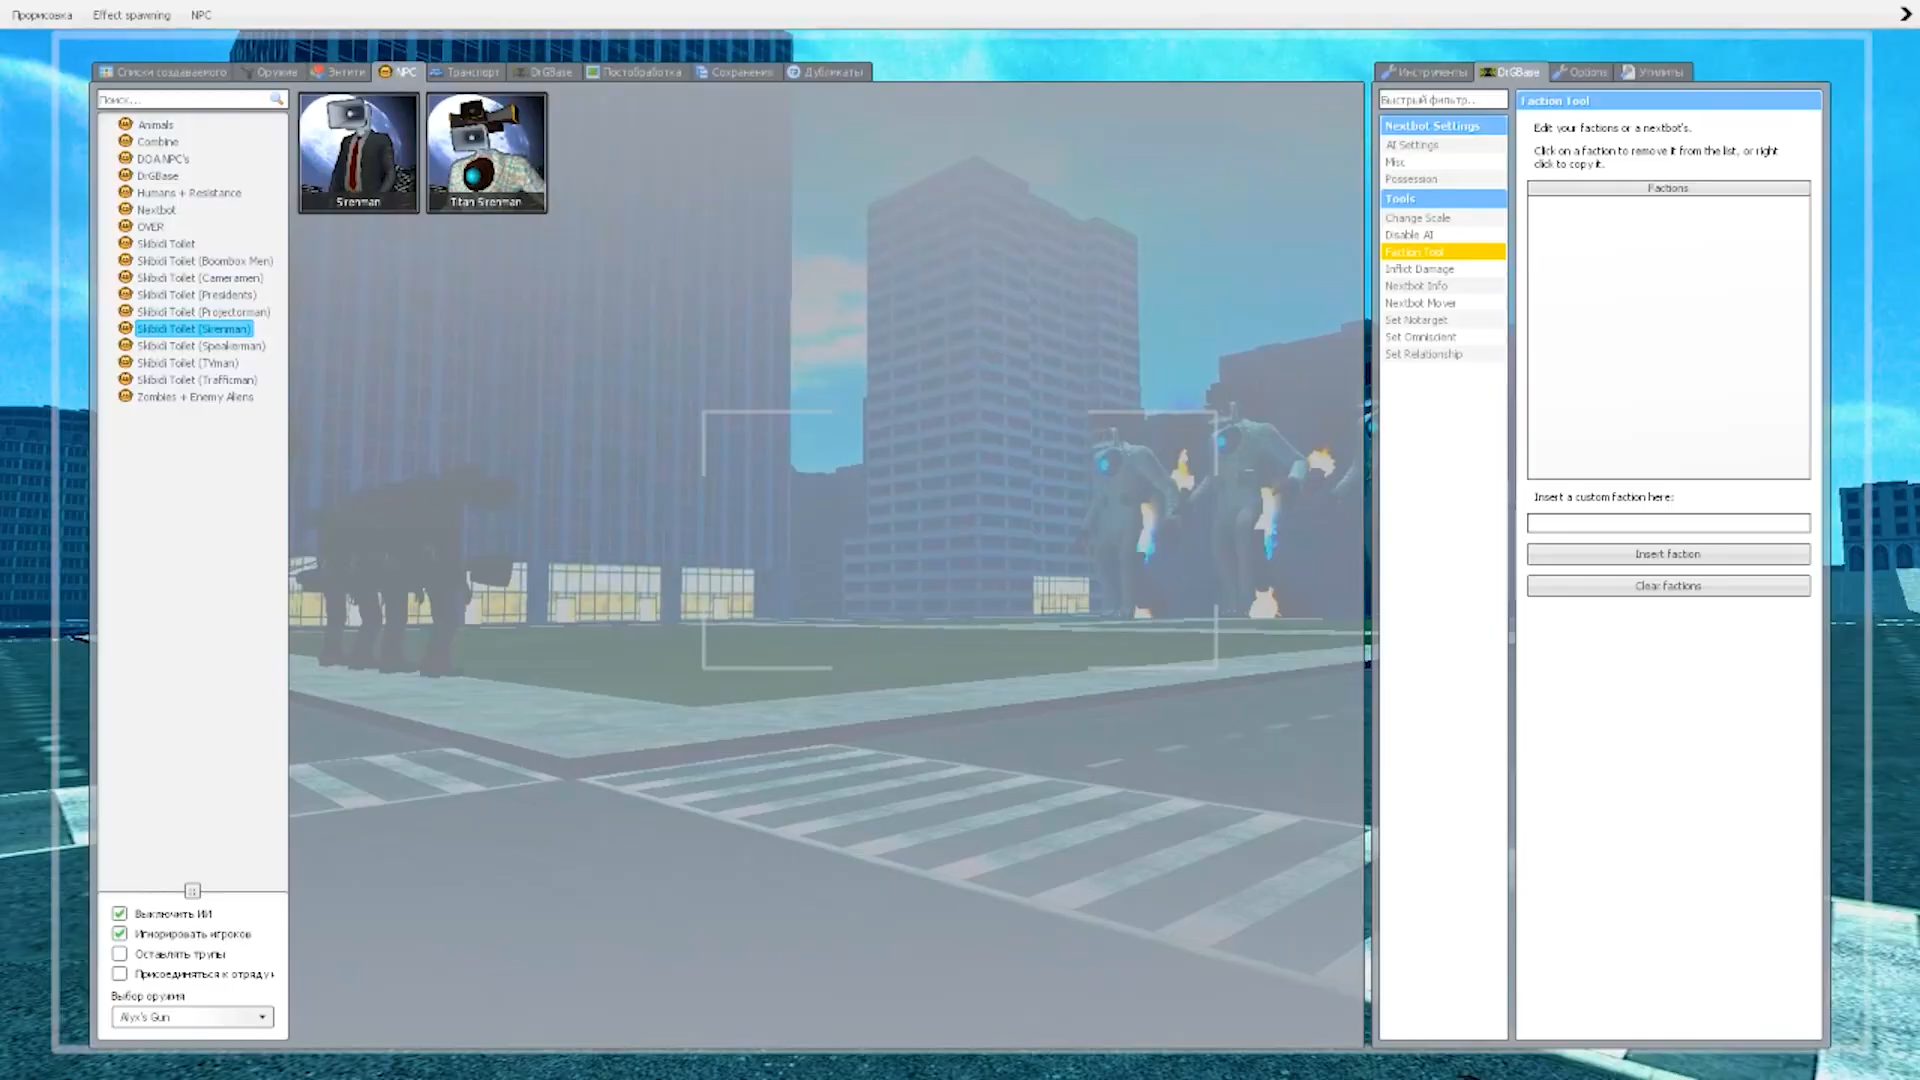 Прорисовка Effect spawning NPC
Списки создаваемого Оружие Энтити NPC Транспорт DrGBase Постобработка Сохранения Дубликаты
Поиск...
Animals
Combine
DOA NPC's
DrGBase
Humans + Resistance
Nextbot
OVER
Skibidi Toilet
Skibidi Toilet (Boombox Men)
Skibidi Toilet (Cameramen)
Skibidi Toilet (Presidents)
Skibidi Toilet (Projectorman)
Skibidi Toilet (Sirenman)
Skibidi Toilet (Speakerman)
Skibidi Toilet (TVman)
Skibidi Toilet (Trafficman)
Zombies + Enemy Aliens
Выключить ИИ
Игнорировать игроков
Оставлять трупы
Присоединяться к отряду
Выбор оружия
Alyx's Gun
Sirenman
Titan Sirenman
Инструменты DrGBase Options Утилиты
Быстрый фильтр...
Nextbot Settings
AI Settings
Misc
Possession
Tools
Change Scale
Disable AI
Faction Tool
Inflict Damage
Nextbot Info
Nextbot Mover
Set Notarget
Set Omniscient
Set Relationship
Faction Tool
Edit your factions or a nextbot's.
Click on a faction to remove it from the list, or right
click to copy it.
Factions
Insert a custom faction here:
Insert faction
Clear factions